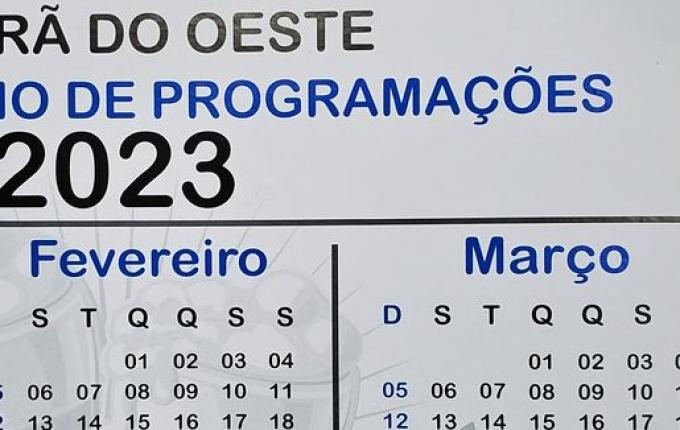 RÃ DO OESTE
IO DE PROGRAMAÇÕES
2023
Fevereiro Março
S T Q Q S S D S T Q Q S
01 02 03 04 01 02 03
06 07 08 09 10 11 05 06 07 08 09 10
13 14 15 16 17 18 12 13 14 15 16 17